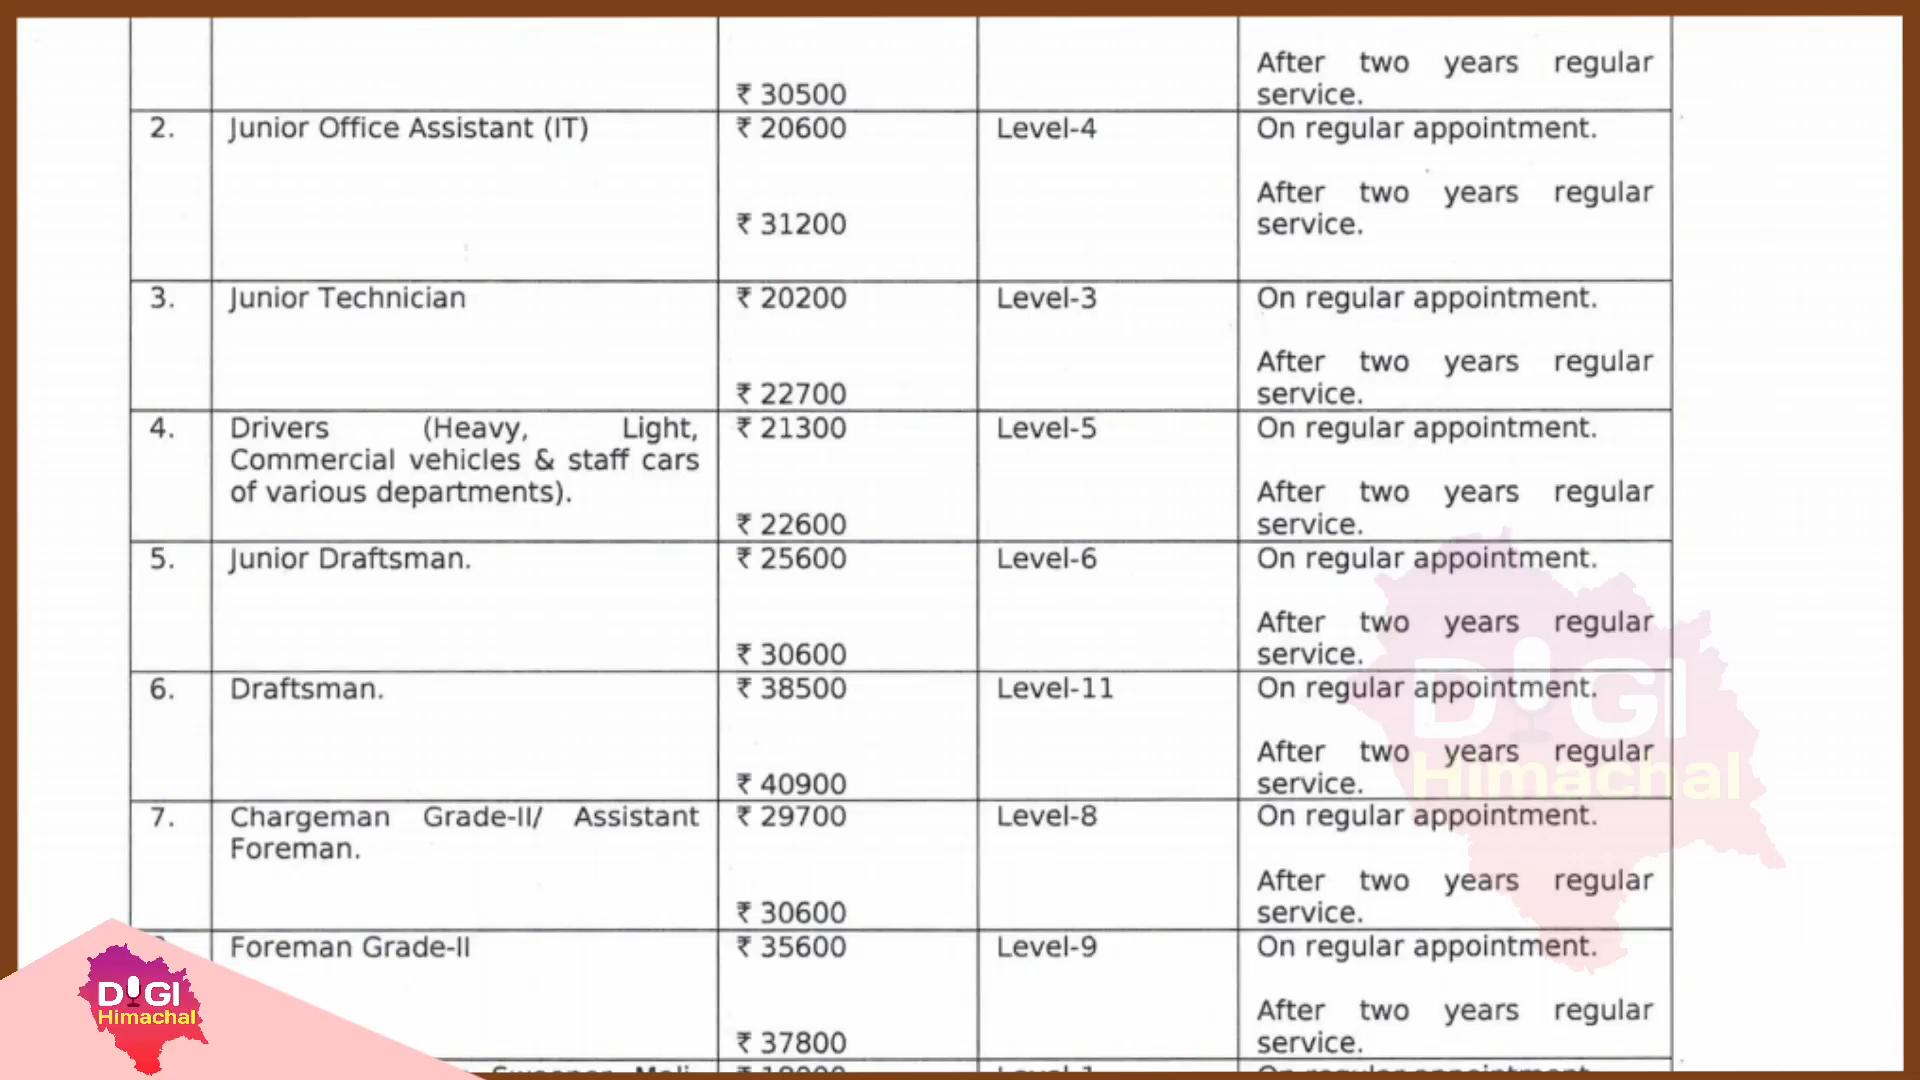 After two years regular
₹ 30500 service.
2. Junior Office Assistant (IT) ₹ 20600 Level-4 On regular appointment.
After two years regular
₹ 31200 service.
3. Junior Technician ₹ 20200 Level-3 On regular appointment.
After two years regular
₹ 22700 service.
4. Drivers (Heavy, Light, ₹ 21300 Level-5 On regular appointment.
Commercial vehicles & staff cars
of various departments). After two years regular
₹ 22600 service.
5. Junior Draftsman. ₹ 25600 Level-6 On regular appointment.
After two years regular
₹ 30600 service.
6. Draftsman. ₹ 38500 Level-11 On regular appointment.
After two years regular
₹ 40900 service.
7. Chargeman Grade-II/ Assistant ₹ 29700 Level-8 On regular appointment.
Foreman.
After two years regular
₹ 30600 service.
Foreman Grade-II ₹ 35600 Level-9 On regular appointment.
After two years regular
₹ 37800 service.
DIGI
Himachal
DIGI
Himachal